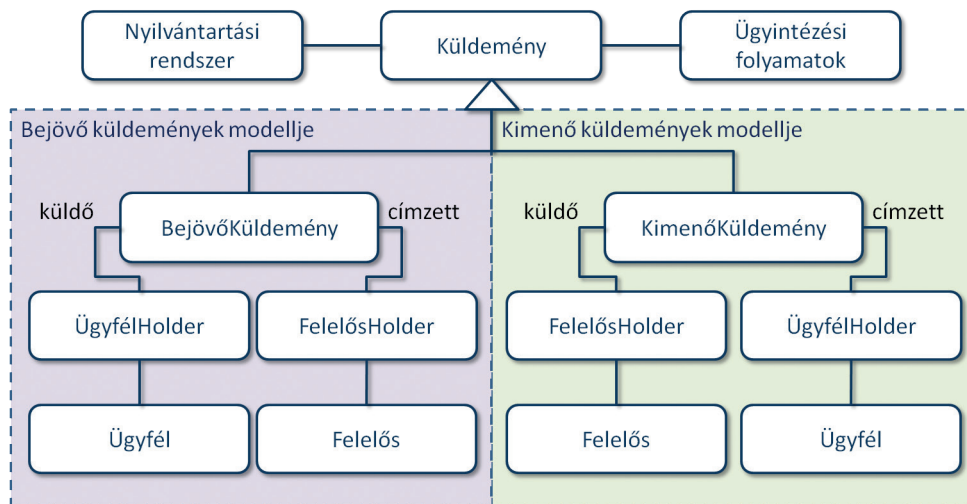 Nyilvántartási
rendszer
Küldemény
Ügyintézési
folyamatok
Bejövő küldemények modellje
Kimenő küldemények modellje
küldő
BejövőKüldemény
címzett
küldő
KimenőKüldemény
címzett
ÜgyfélHolder
FelelősHolder
FelelősHolder
ÜgyfélHolder
Ügyfél
Felelős
Felelős
Ügyfél